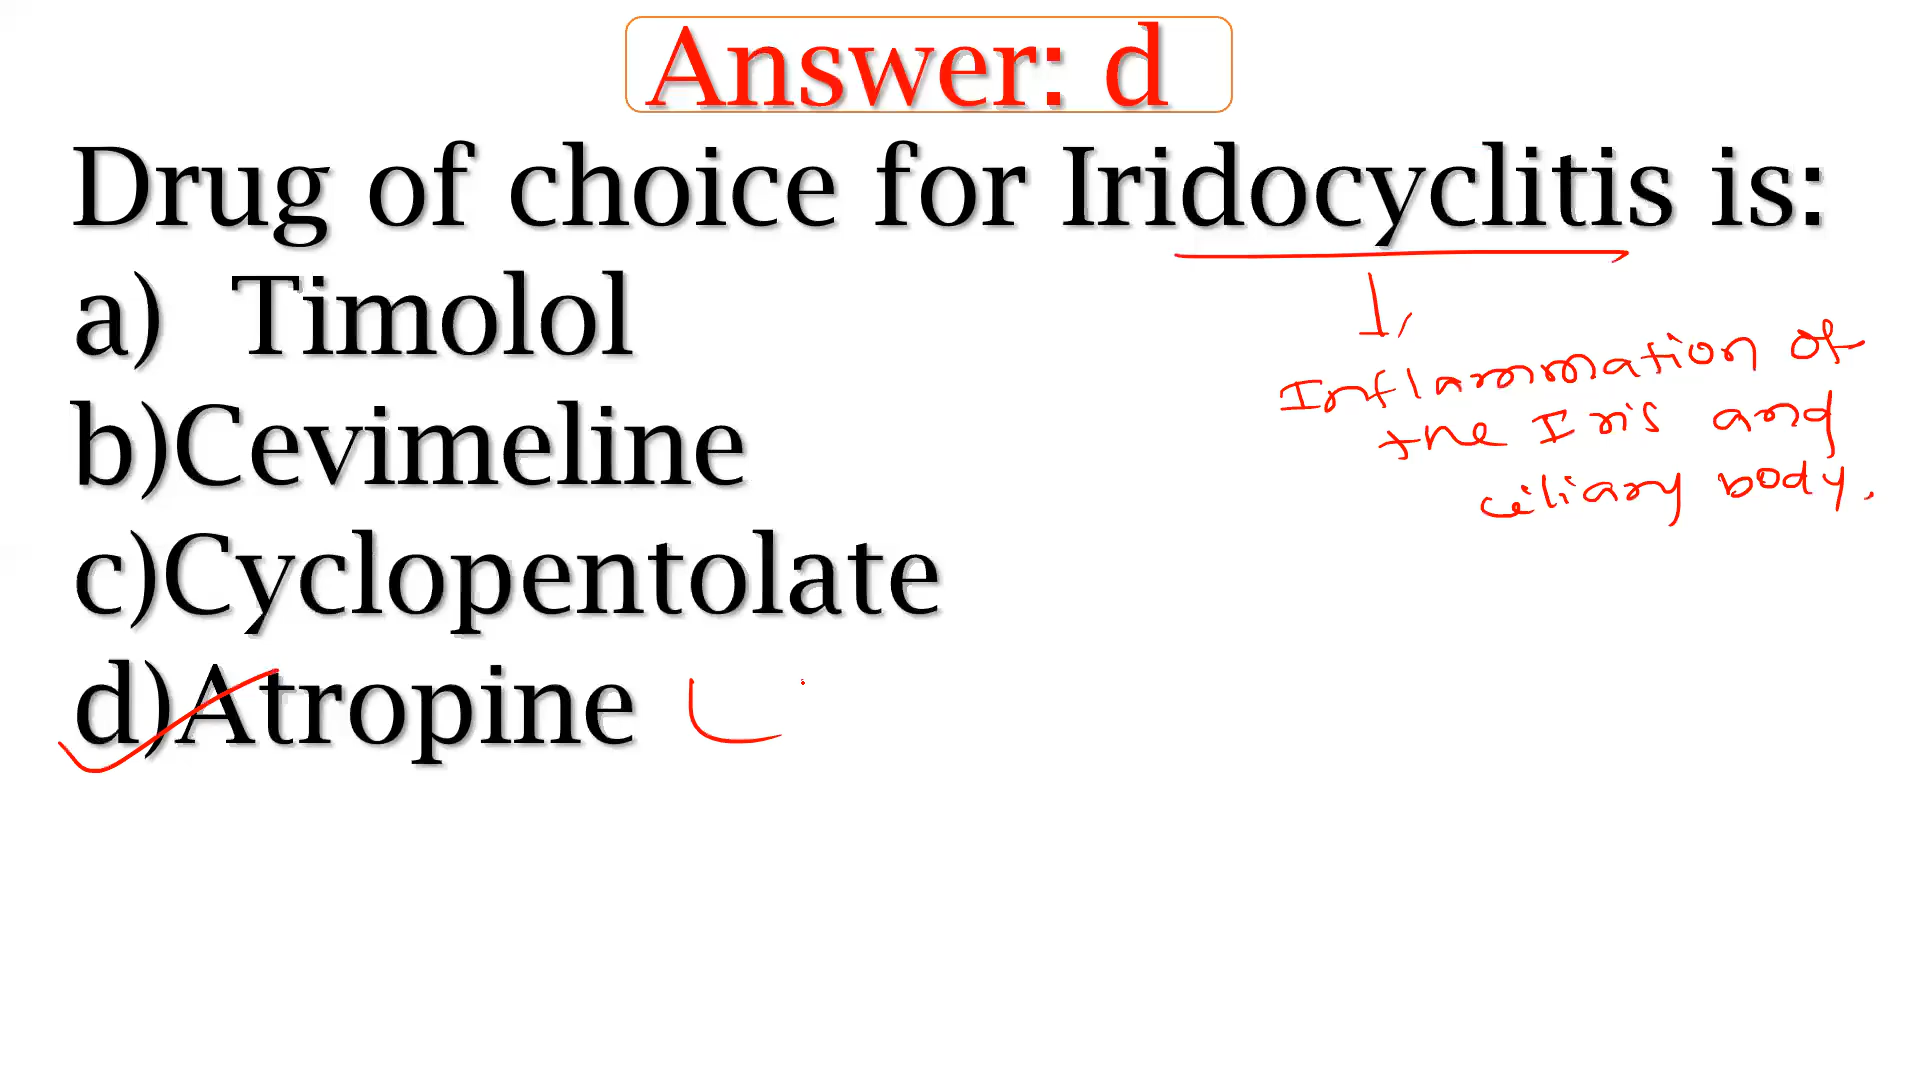 Answer: d
Drug of choice for Iridocyclitis is:
a) Timolol
b)Cevimeline
c)Cyclopentolate
d)Atropine
Inflammation of
the Iris and
ciliary body.